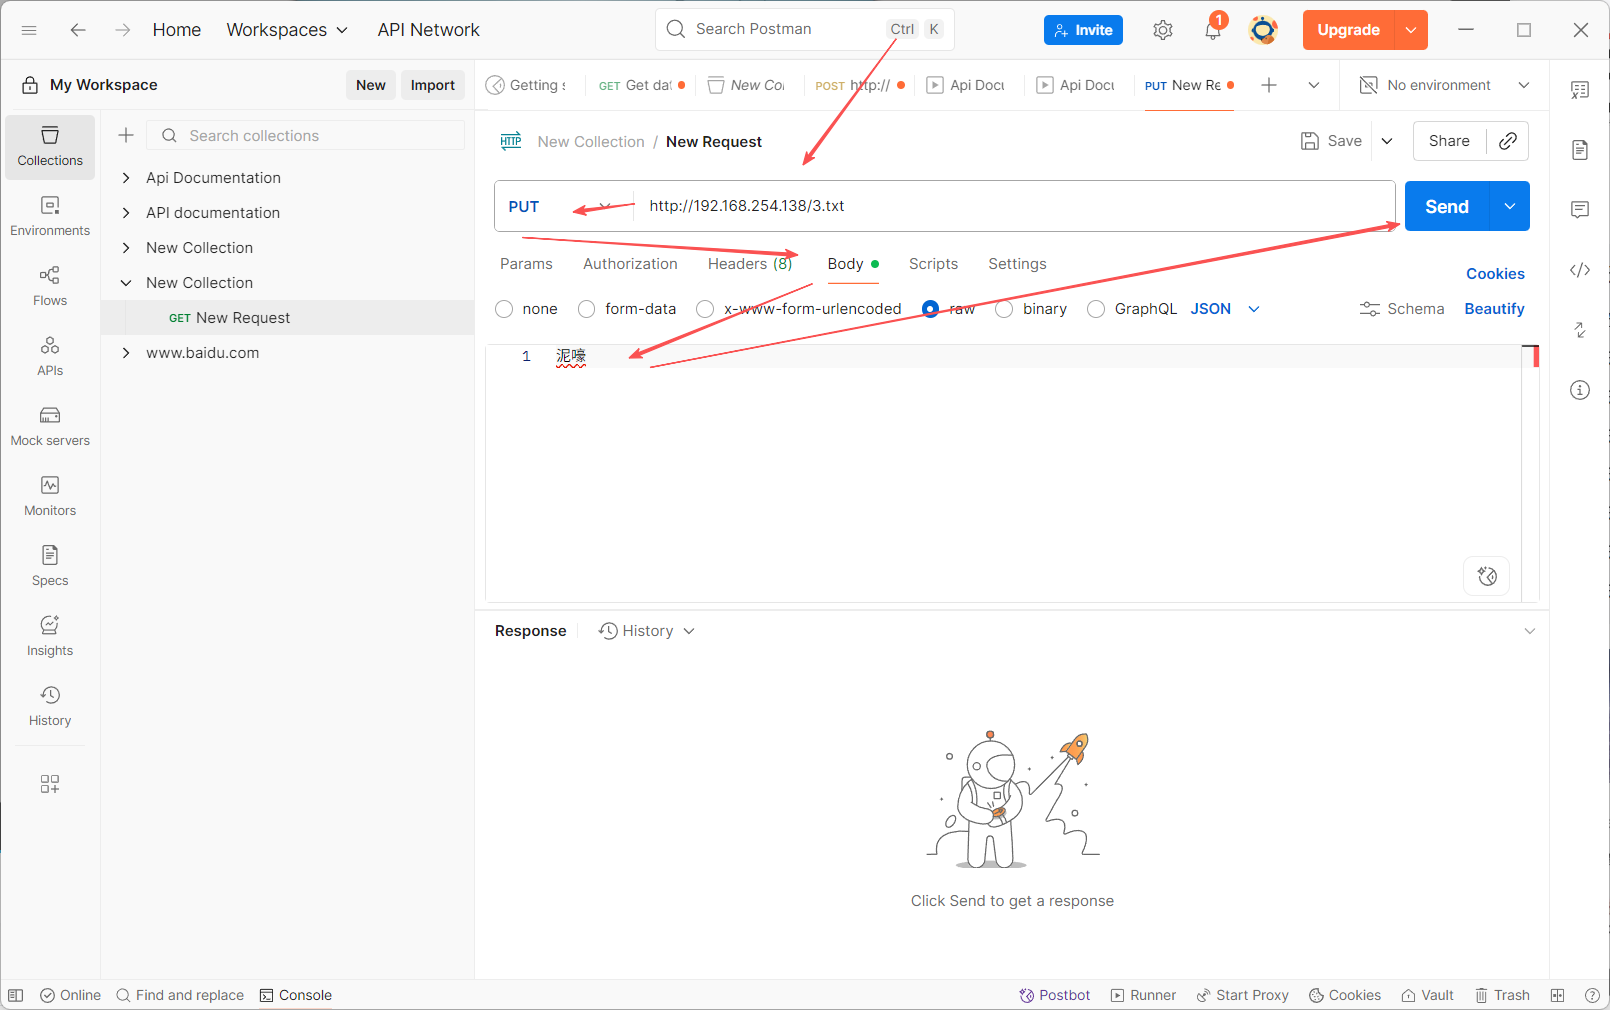 Home Workspaces API Network Search Postman Ctrl K Invite 1 Upgrade
My Workspace New Import
Getting s GET Get dat New Col POST http:// Api Docu Api Docu PUT New Re No environment
Collections
Environments
Flows
APIs
Mock servers
Monitors
Specs
Insights
History
Search collections
Api Documentation
API documentation
New Collection
New Collection
GET New Request
www.baidu.com
HTTP New Collection / New Request Save Share
PUT http://192.168.254.138/3.txt Send
Params Authorization Headers (8) Body Scripts Settings Cookies
none form-data x-www-form-urlencoded raw binary GraphQL JSON Schema Beautify
1 泥嚎
Response History
Click Send to get a response
Online Find and replace Console Postbot Runner Start Proxy Cookies Vault Trash